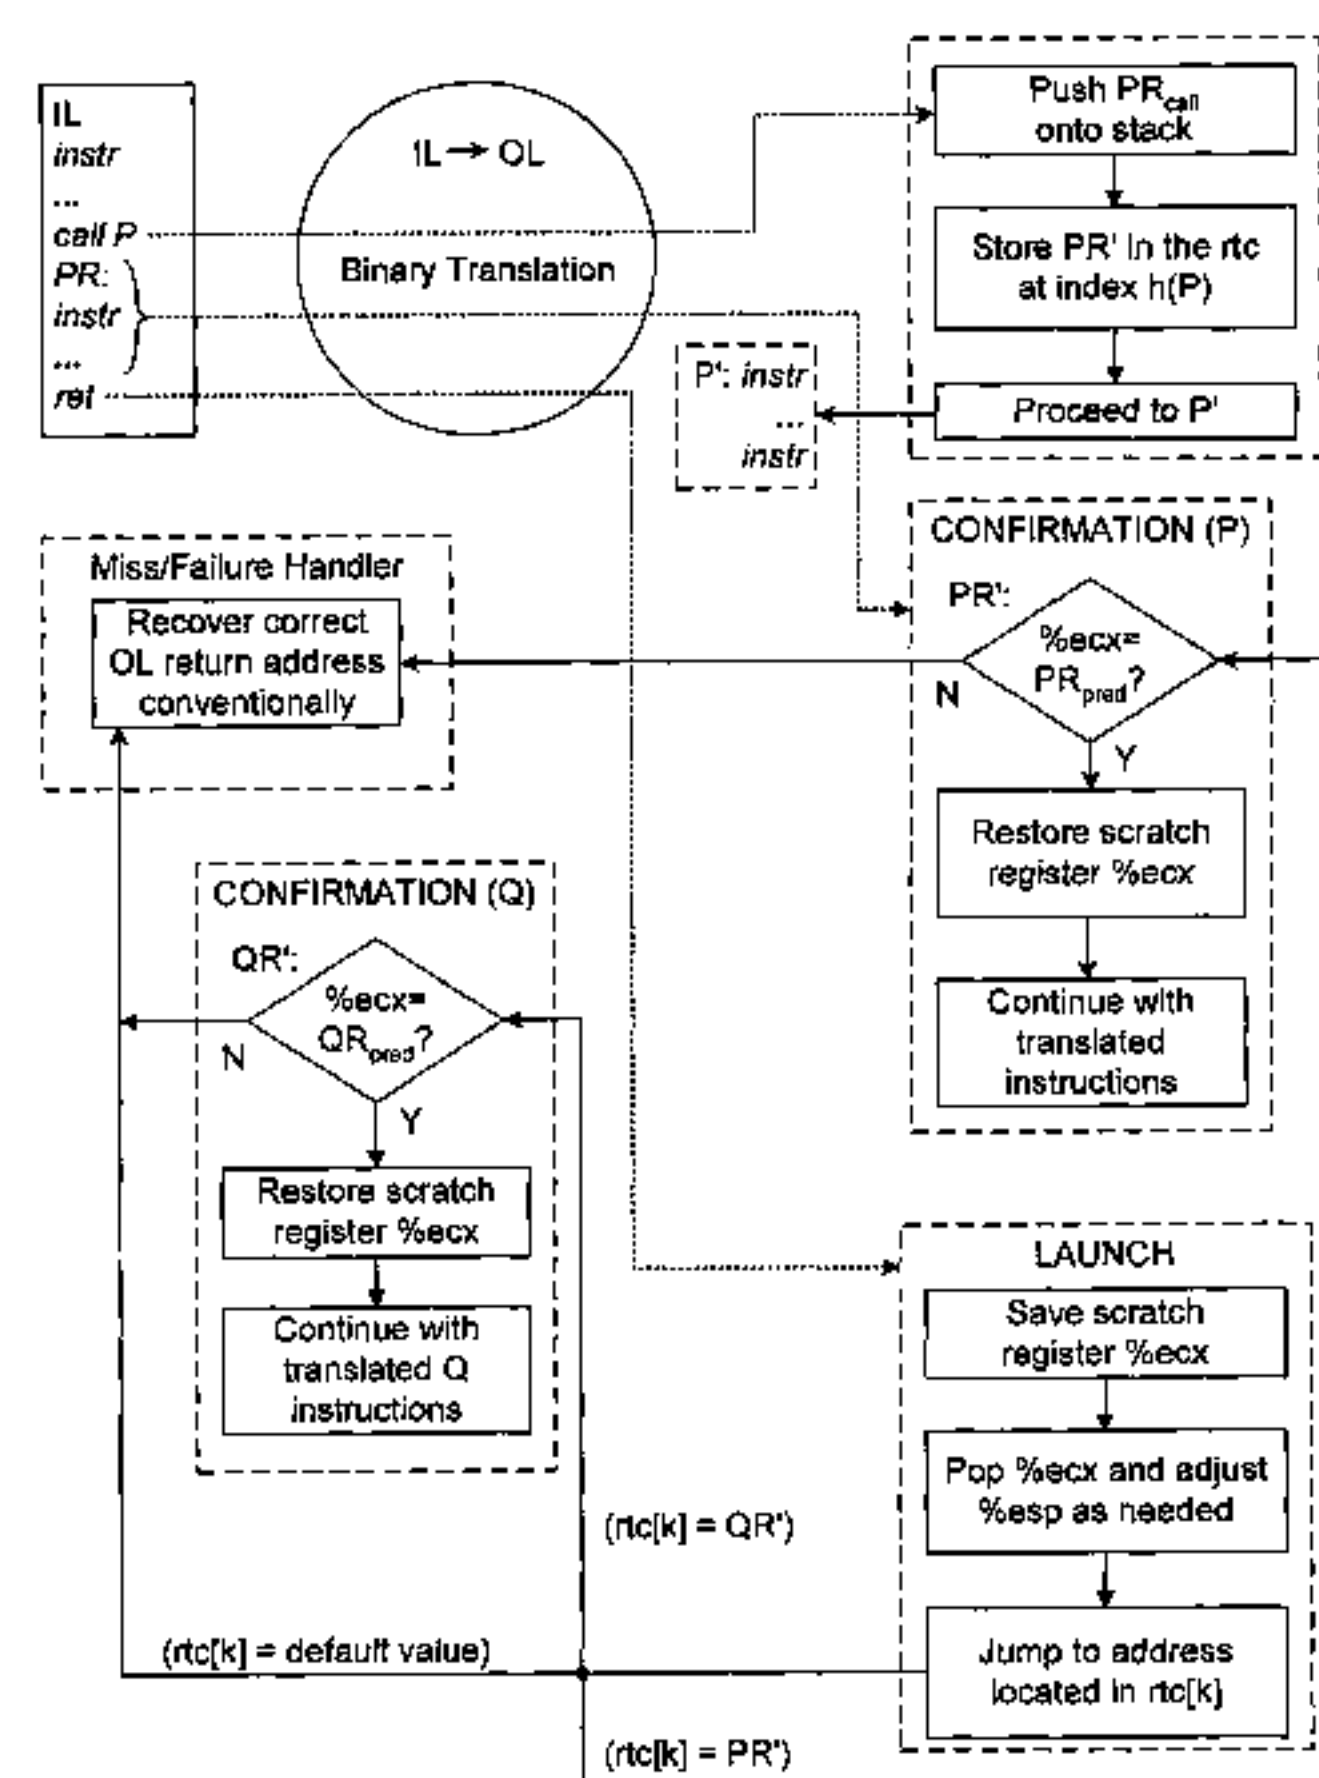 IL
instr
...
call P
PR:
instr
...
ret
IL → OL
Binary Translation
Push PRcall
onto stack
Store PR' in the rtc
at index h(P)
Proceed to P'
P': instr
...
instr
Miss/Failure Handler
Recover correct
OL return address
conventionally
CONFIRMATION (P)
PR':
%ecx=
PRpred?
N
Y
Restore scratch
register %ecx
Continue with
translated
instructions
CONFIRMATION (Q)
QR':
%ecx=
QRpred?
N
Y
Restore scratch
register %ecx
Continue with
translated Q
instructions
LAUNCH
Save scratch
register %ecx
Pop %ecx and adjust
%esp as needed
Jump to address
located in rtc[k]
(rtc[k] = QR')
(rtc[k] = default value)
(rtc[k] = PR')